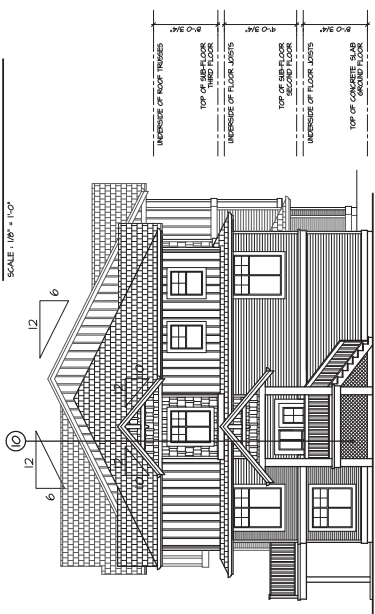 SCALE : 1/8" = 1'-0"
10
12
6
12
6
UNDERSIDE OF ROOF TRUSSES
8'-0 3/4"
TOP OF SUB-FLOOR
THIRD FLOOR
UNDERSIDE OF FLOOR JOISTS
9'-0 3/4"
TOP OF SUB-FLOOR
SECOND FLOOR
UNDERSIDE OF FLOOR JOISTS
8'-0 3/4"
TOP OF CONCRETE SLAB
GROUND FLOOR